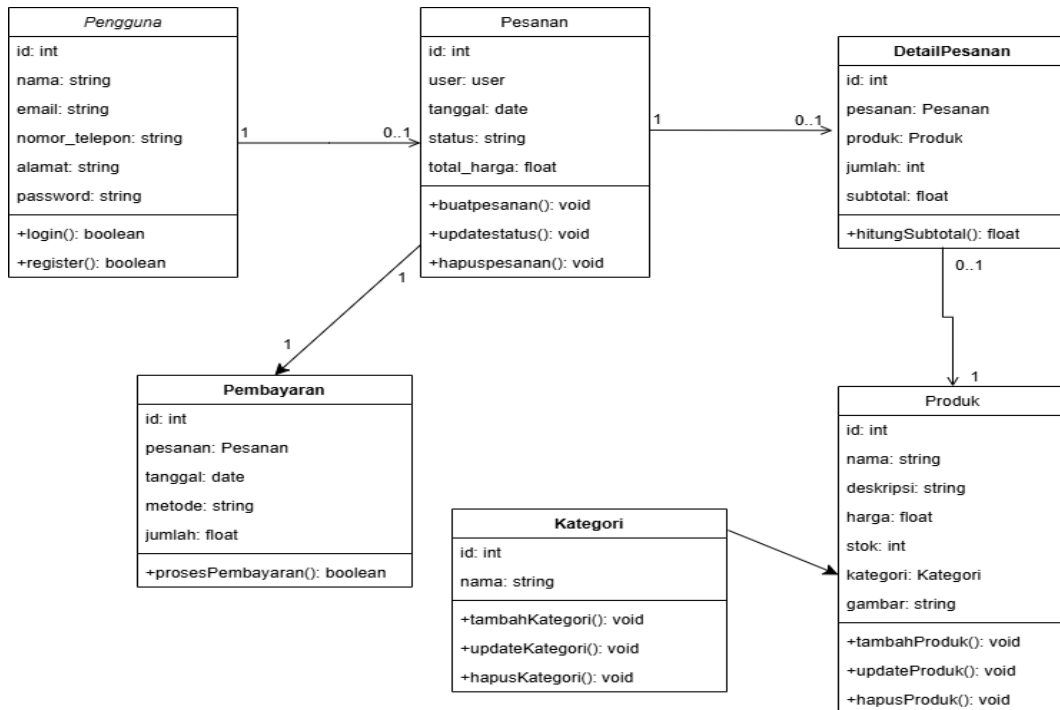 Pengguna
id: int
nama: string
email: string
nomor_telepon: string
alamat: string
password: string
+login(): boolean
+register(): boolean
1
0..1
Pesanan
id: int
user: user
tanggal: date
status: string
total_harga: float
+buatpesanan(): void
+updatestatus(): void
+hapuspesanan(): void
1
0..1
DetailPesanan
id: int
pesanan: Pesanan
produk: Produk
jumlah: int
subtotal: float
+hitungSubtotal(): float
0..1
1
1
1
Pembayaran
id: int
pesanan: Pesanan
tanggal: date
metode: string
jumlah: float
+prosesPembayaran(): boolean
Kategori
id: int
nama: string
+tambahKategori(): void
+updateKategori(): void
+hapusKategori(): void
Produk
id: int
nama: string
deskripsi: string
harga: float
stok: int
kategori: Kategori
gambar: string
+tambahProduk(): void
+updateProduk(): void
+hapusProduk(): void